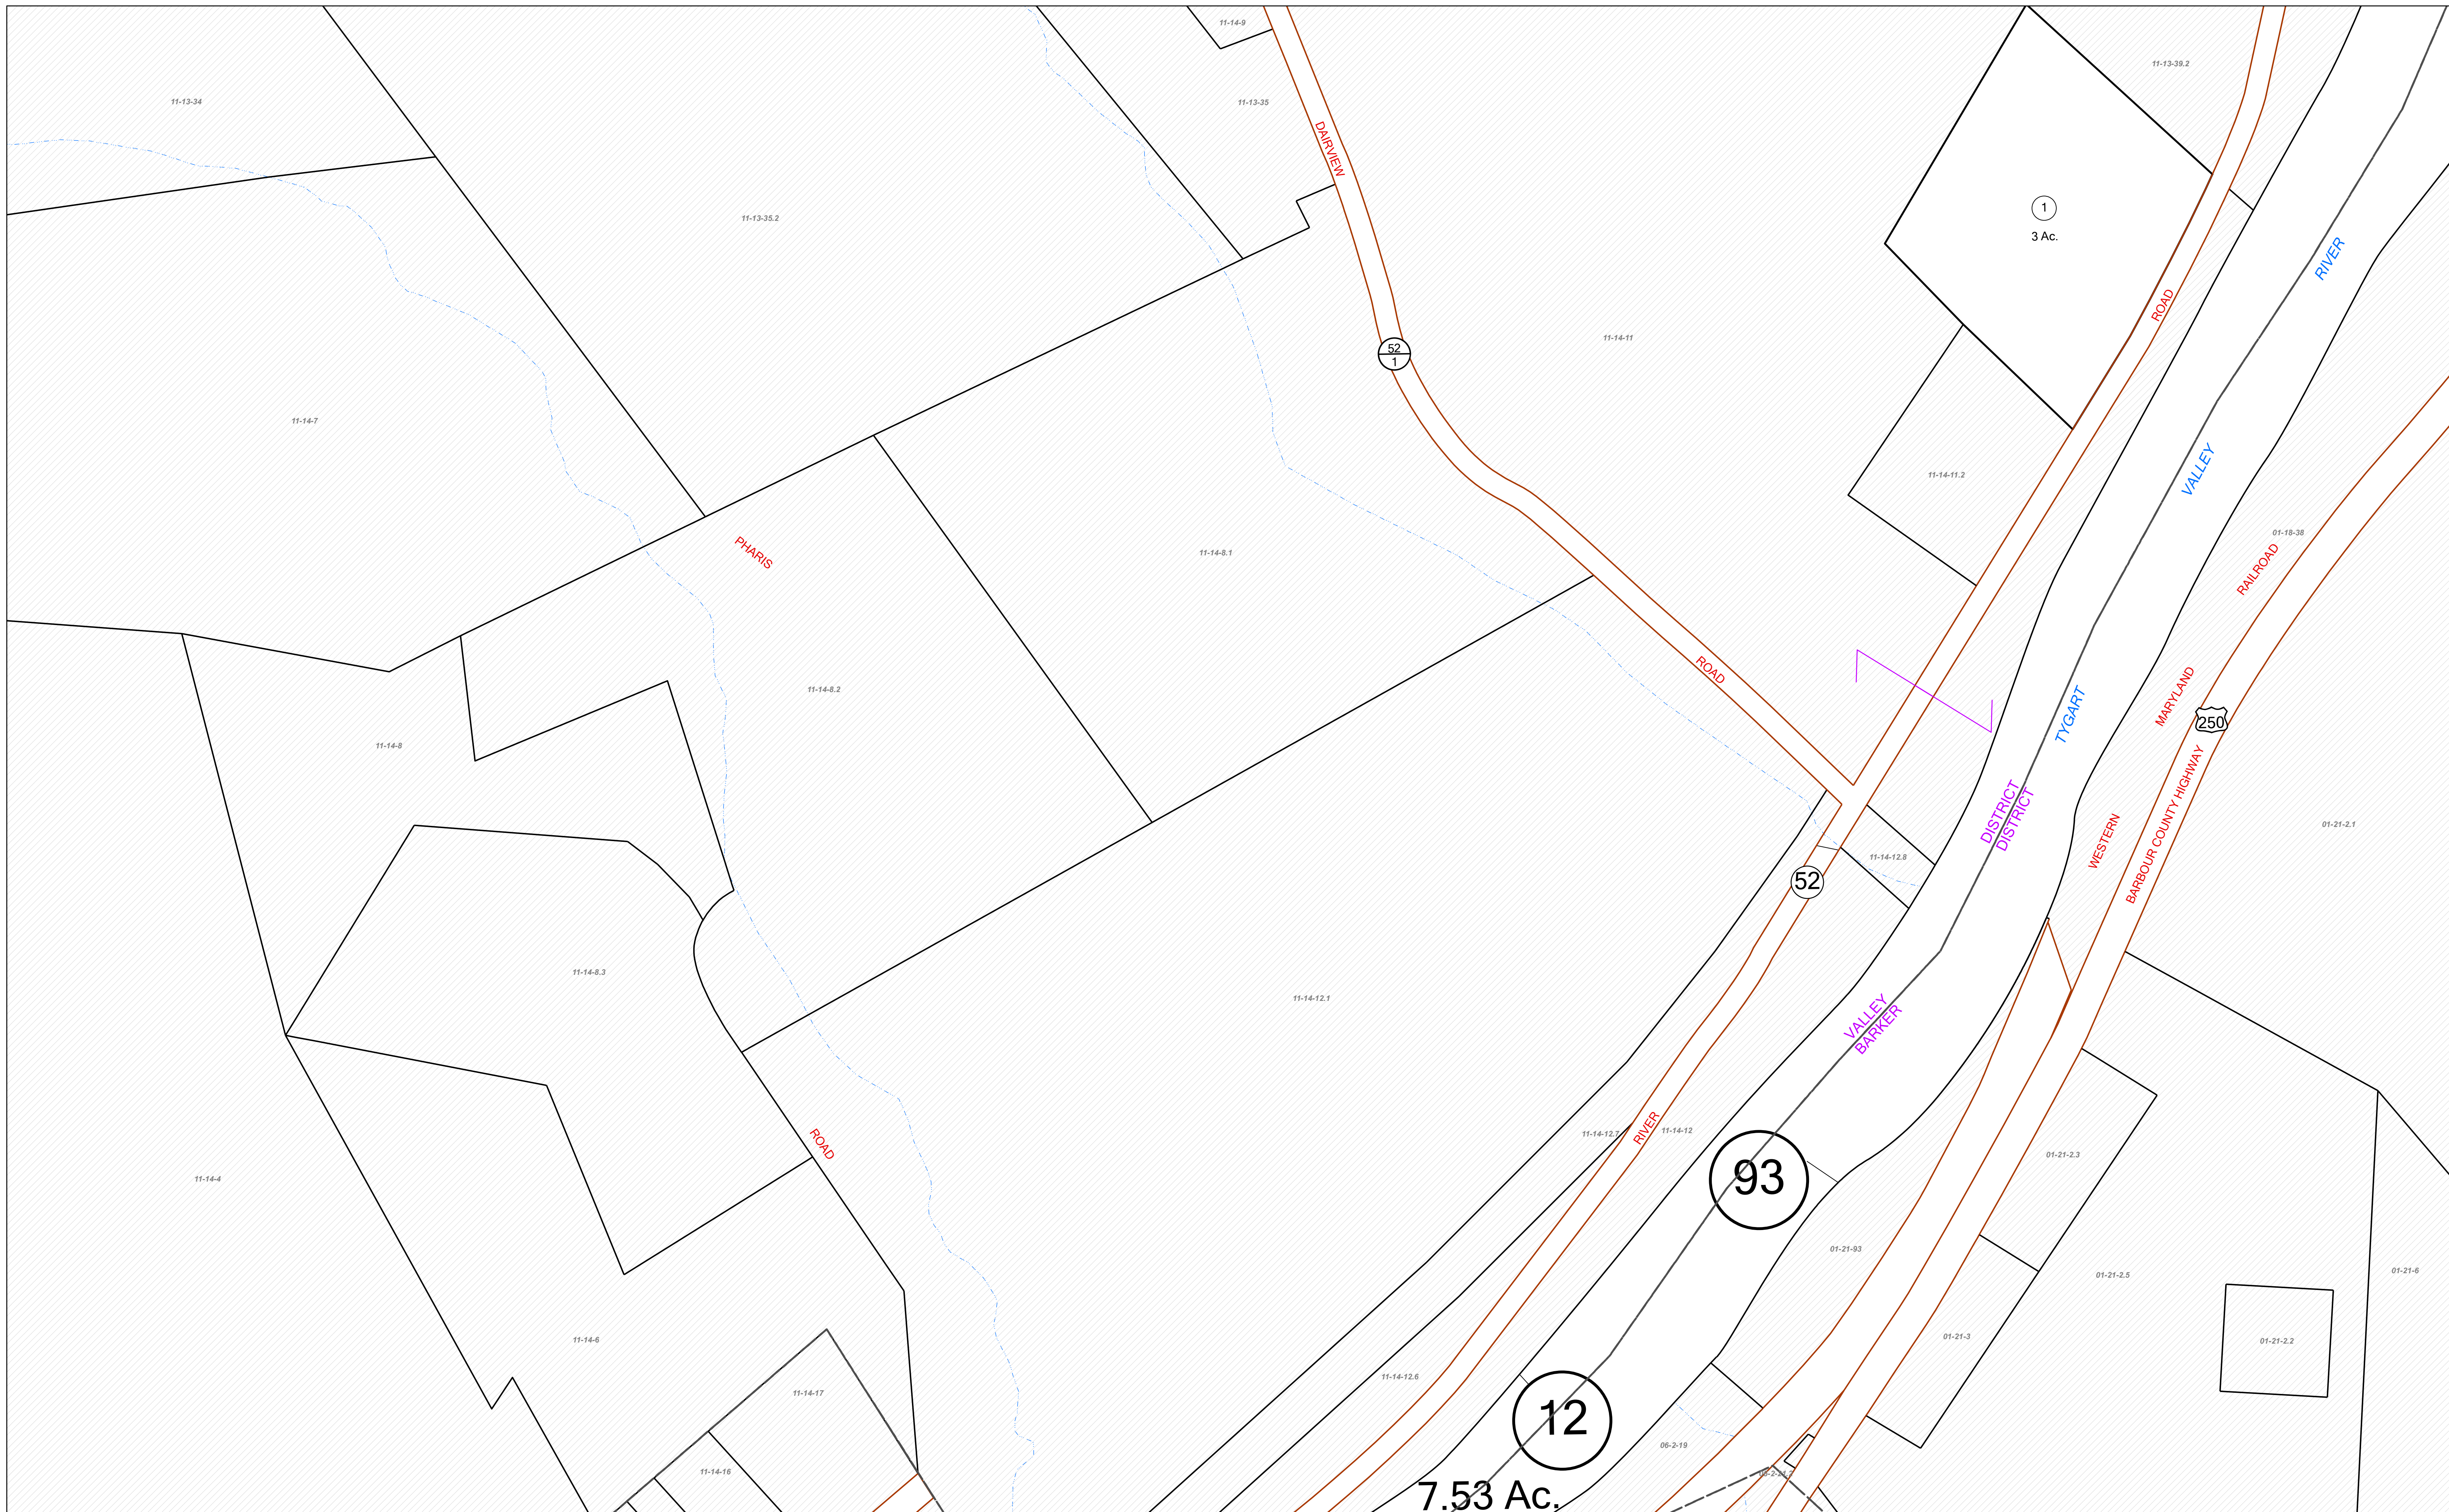 11-14-9
11-13-39.2
11-13-34
11-13-35
DAIRVIEW
1
3 Ac.
11-13-35.2
RIVER
ROAD
11-14-11
52
1
11-14-7
VALLEY
11-14-11.2
01-18-38
PHARIS
11-14-8.1
RAILROAD
ROAD
11-14-8.2
MARYLAND
TYGART
250
11-14-8
BARBOUR COUNTY HIGHWAY
DISTRICT
DISTRICT
01-21-2.1
WESTERN
11-14-12.8
52
11-14-8.3
11-14-12.1
VALLEY
BARKER
ROAD
11-14-12.7
RIVER
11-14-12
01-21-2.3
11-14-4
93
01-21-93
01-21-2.5
01-21-6
11-14-6
01-21-3
01-21-2.2
11-14-12.6
11-14-17
12
06-2-19
11-14-16
7.53 Ac.